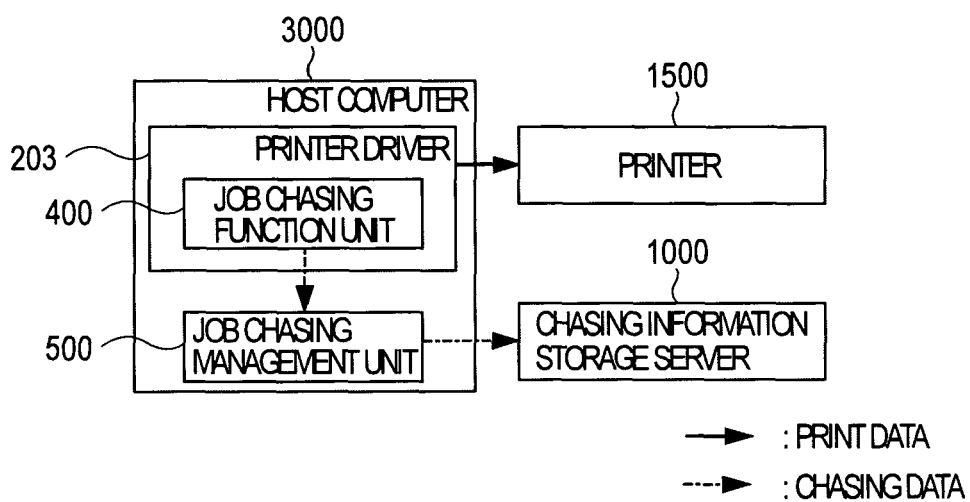 3000
HOST COMPUTER
1500
203
PRINTER DRIVER
PRINTER
400
JOB CHASING
FUNCTION UNIT
1000
500
JOB CHASING
MANAGEMENT UNIT
CHASING INFORMATION
STORAGE SERVER
: PRINT DATA
: CHASING DATA